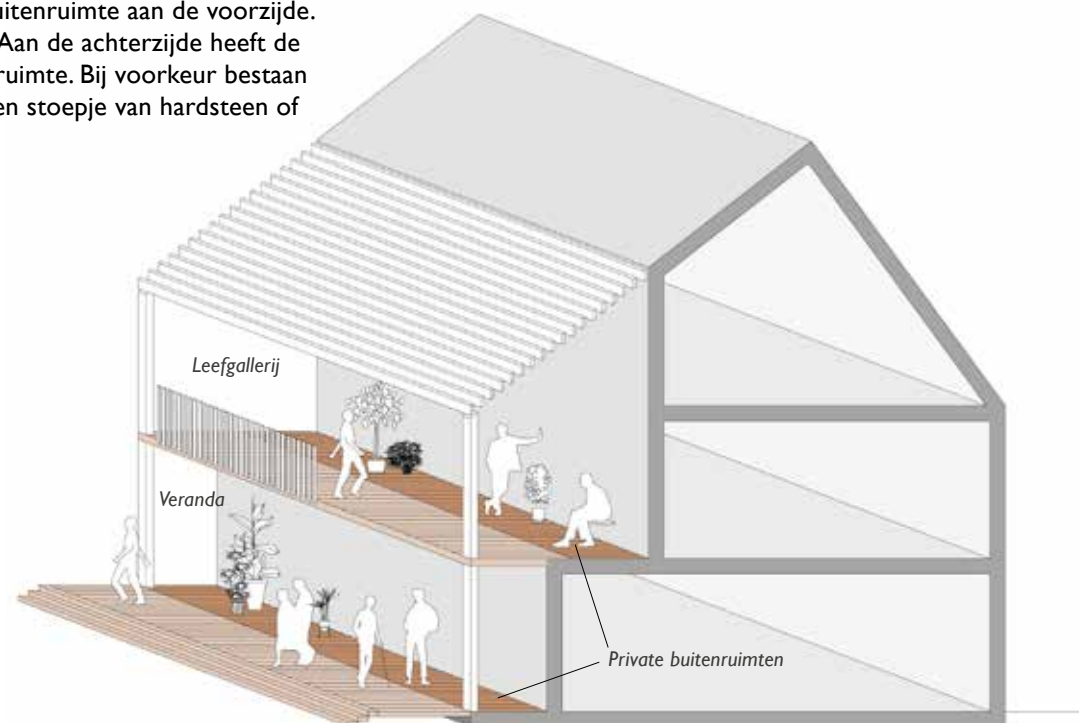 uitenruimte aan de voorzijde.
Aan de achterzijde heeft de
ruimte. Bij voorkeur bestaan
en stoepje van hardsteen of
Leefgallerij
Veranda
Private buitenruimten